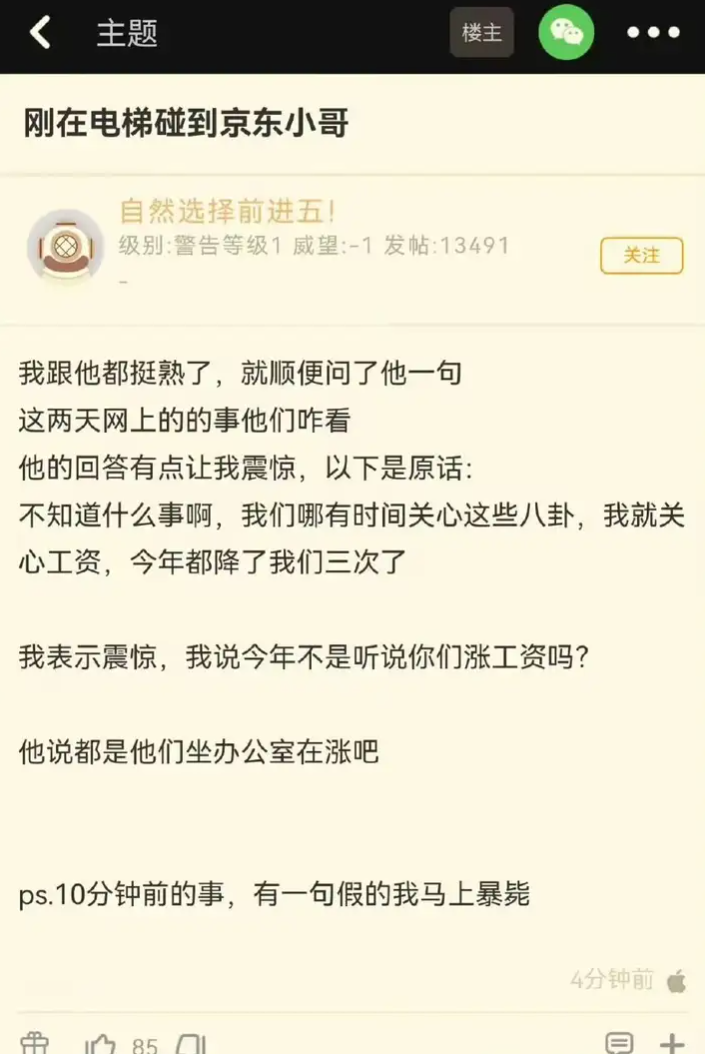 主题
楼主
刚在电梯碰到京东小哥
自然选择前进五!
级别:警告等级1 威望:-1 发帖:13491
-
关注
我跟他都挺熟了，就顺便问了他一句
这两天网上的的事他们咋看
他的回答有点让我震惊，以下是原话:
不知道什么事啊，我们哪有时间关心这些八卦，我就关
心工资，今年都降了我们三次了
我表示震惊，我说今年不是听说你们涨工资吗?
他说都是他们坐办公室在涨吧
ps.10分钟前的事，有一句假的我马上暴毙
4分钟前
85